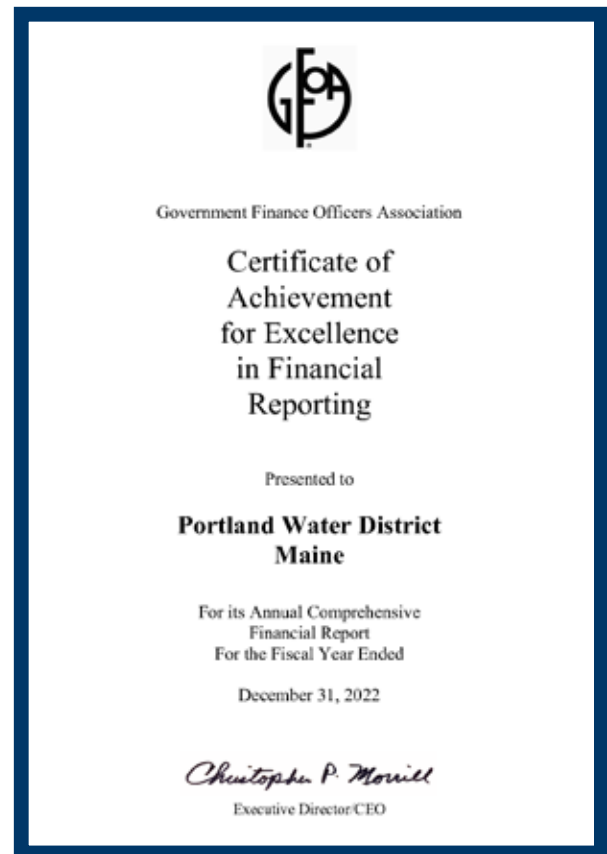 GFOA
Government Finance Officers Association
Certificate of
Achievement
for Excellence
in Financial
Reporting
Presented to
Portland Water District
Maine
For its Annual Comprehensive
Financial Report
For the Fiscal Year Ended
December 31, 2022
Christopher P. Morrill
Executive Director/CEO